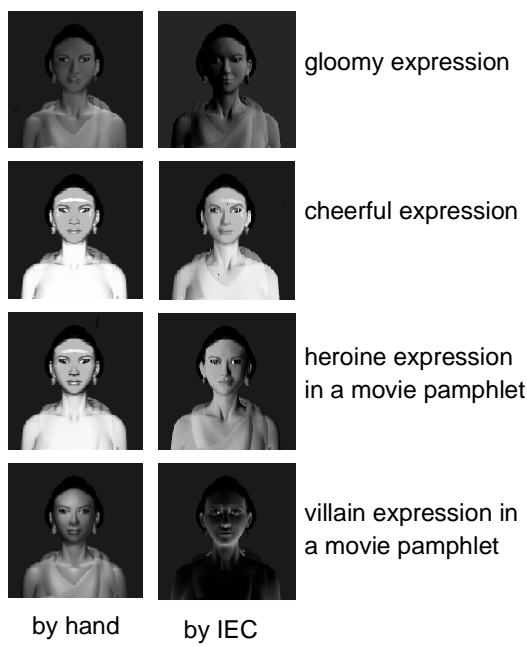 gloomy expression
cheerful expression
heroine expression
in a movie pamphlet
villain expression in
a movie pamphlet
by hand
by IEC